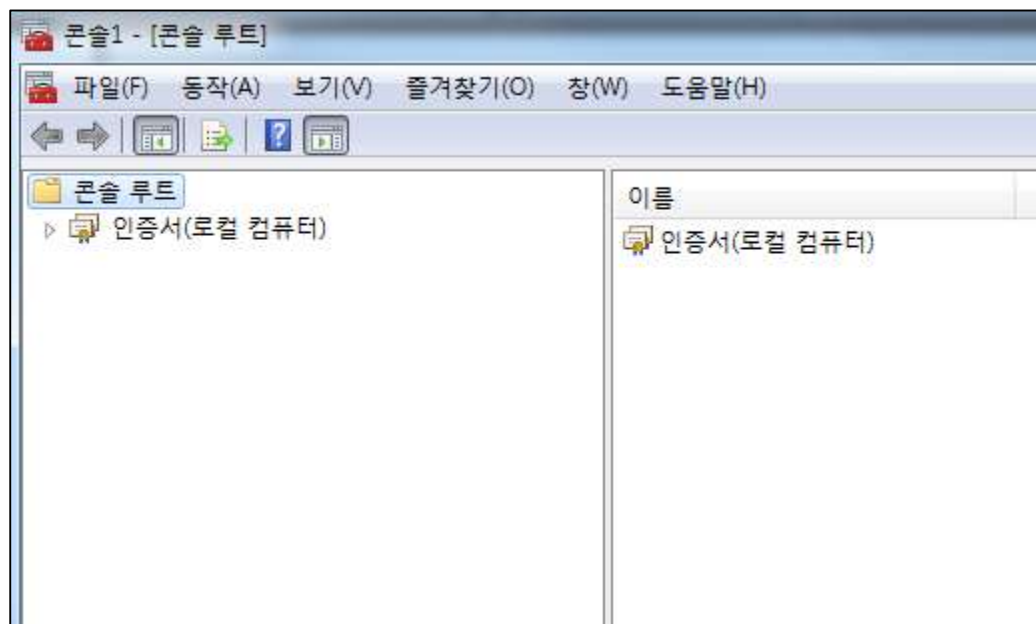 콘솔1 - [콘솔 루트]
파일(F) 동작(A) 보기(V) 즐겨찾기(O) 창(W) 도움말(H)
콘솔 루트
인증서(로컬 컴퓨터)
이름
인증서(로컬 컴퓨터)